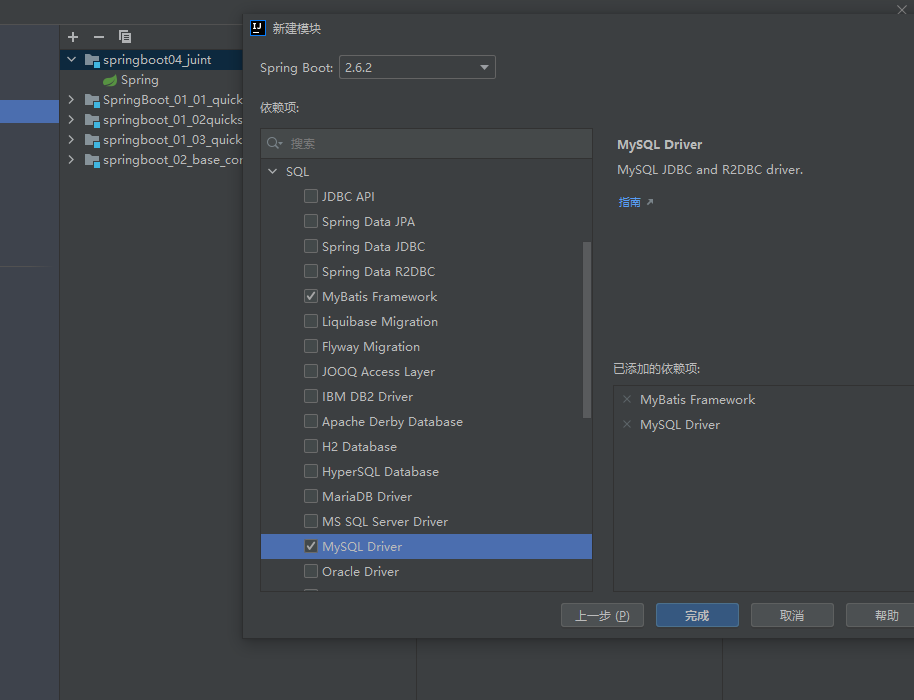 新建模块
springboot04_juint
Spring
SpringBoot_01_01_quick
springboot_01_02quicks
springboot_01_03_quick
springboot_02_base_con
Spring Boot: 2.6.2
依赖项:
搜索
SQL
JDBC API
Spring Data JPA
Spring Data JDBC
Spring Data R2DBC
MyBatis Framework
Liquibase Migration
Flyway Migration
JOOQ Access Layer
IBM DB2 Driver
Apache Derby Database
H2 Database
HyperSQL Database
MariaDB Driver
MS SQL Server Driver
MySQL Driver
Oracle Driver
MySQL Driver
MySQL JDBC and R2DBC driver.
指南
已添加的依赖项:
MyBatis Framework
MySQL Driver
上一步 (P)
完成
取消
帮助